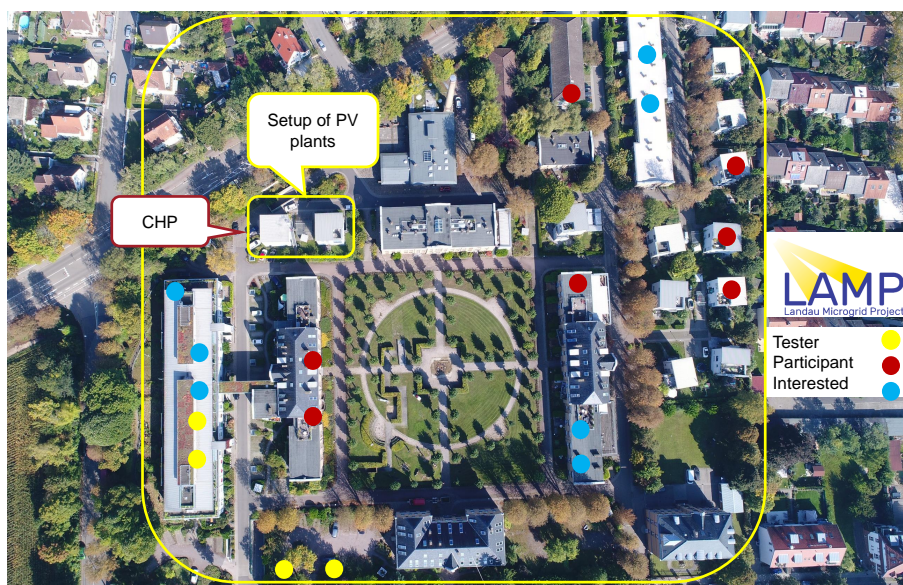 Setup of PV
plants
CHP
LAMP
Landau Microgrid Project
Tester
Participant
Interested